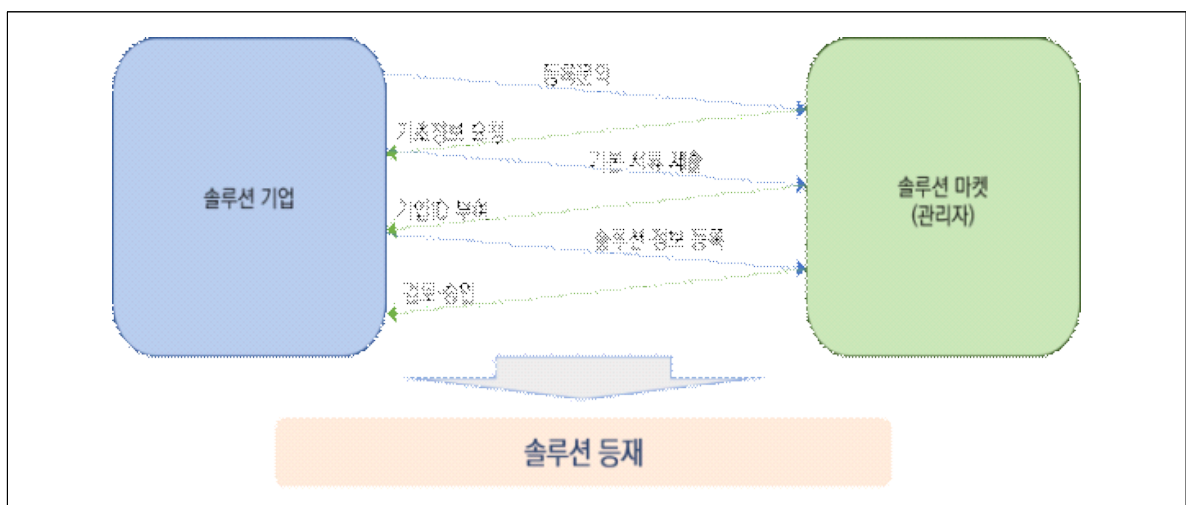 등록문의
기초정보 요청
기본 서류 제출
솔루션 기업
솔루션 마켓
(관리자)
기업ID 부여
솔루션 정보 등록
검토 승인
솔루션 등재